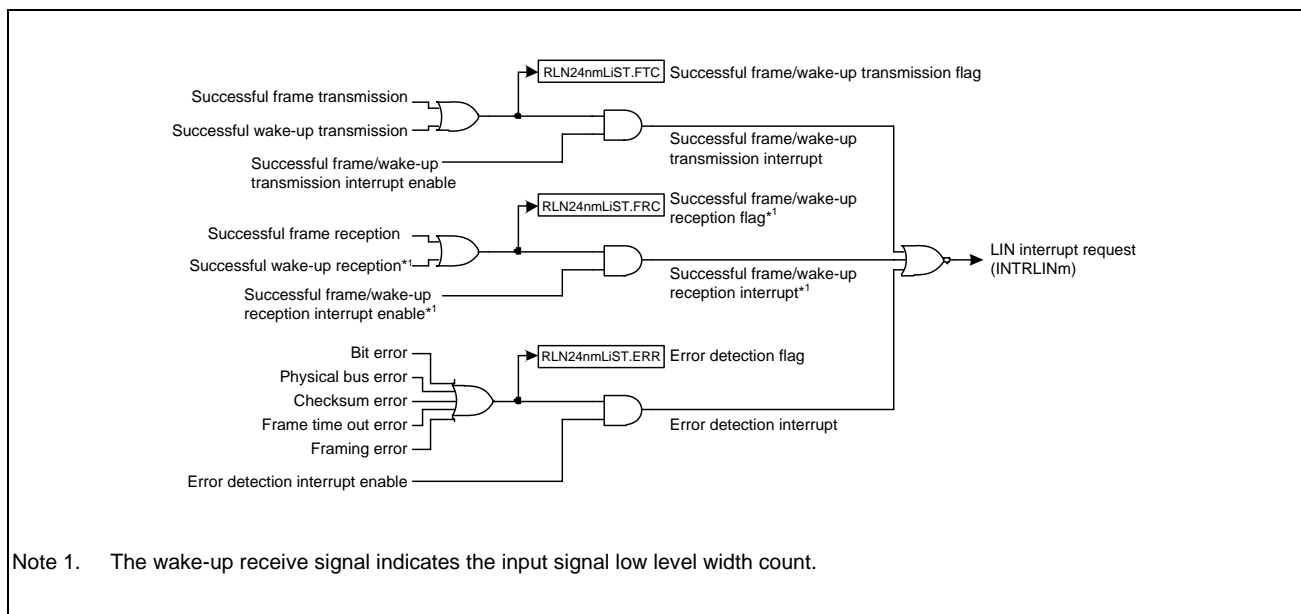 RLN24nmLiST.FTC Successful frame/wake-up transmission flag
Successful frame transmission
Successful wake-up transmission
Successful frame/wake-up
transmission interrupt enable
Successful frame/wake-up
transmission interrupt
RLN24nmLiST.FRC
Successful frame/wake-up
reception flag*1
Successful frame reception
Successful wake-up reception*1
Successful frame/wake-up
reception interrupt enable*1
Successful frame/wake-up
reception interrupt*1
LIN interrupt request
(INTRLINm)
RLN24nmLiST.ERR Error detection flag
Bit error
Physical bus error
Checksum error
Frame time out error
Framing error
Error detection interrupt
Error detection interrupt enable
Note 1. The wake-up receive signal indicates the input signal low level width count.